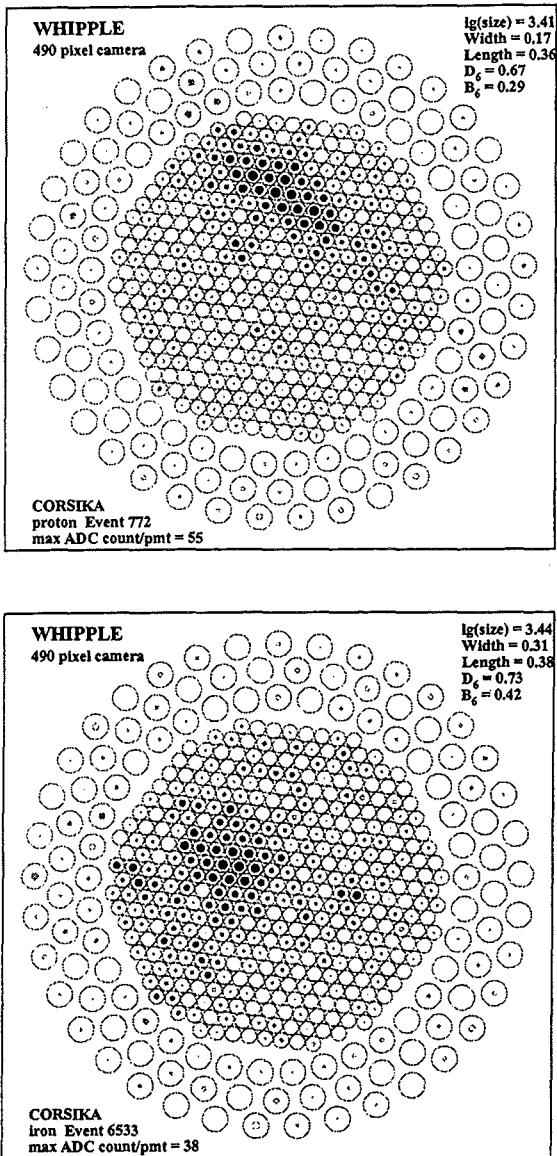 WHIPPLE
490 pixel camera
lg(size) = 3.41
Width = 0.17
Length = 0.36
D6 = 0.67
B6 = 0.29
CORSIKA
proton Event 772
max ADC count/pmt = 55
WHIPPLE
490 pixel camera
lg(size) = 3.44
Width = 0.31
Length = 0.38
D6 = 0.73
B6 = 0.42
CORSIKA
iron Event 6533
max ADC count/pmt = 38